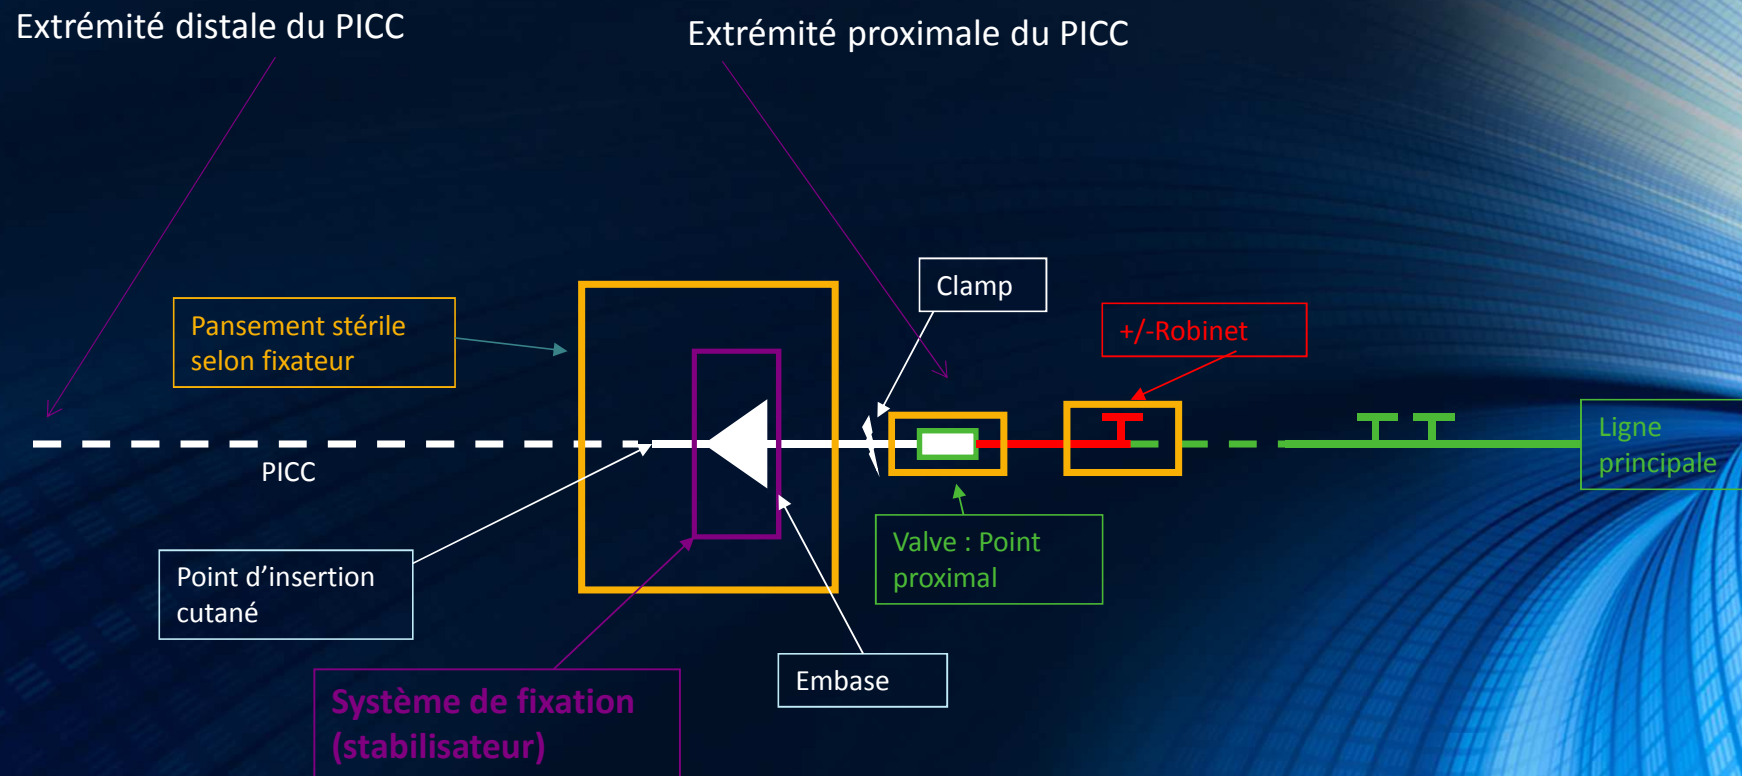 Extrémité distale du PICC
Extrémité proximale du PICC
Clamp
Pansement stérile
selon fixateur
+/-Robinet
Ligne
principale
PICC
Valve : Point
proximal
Point d’insertion
cutané
Embase
Système de fixation
(stabilisateur)